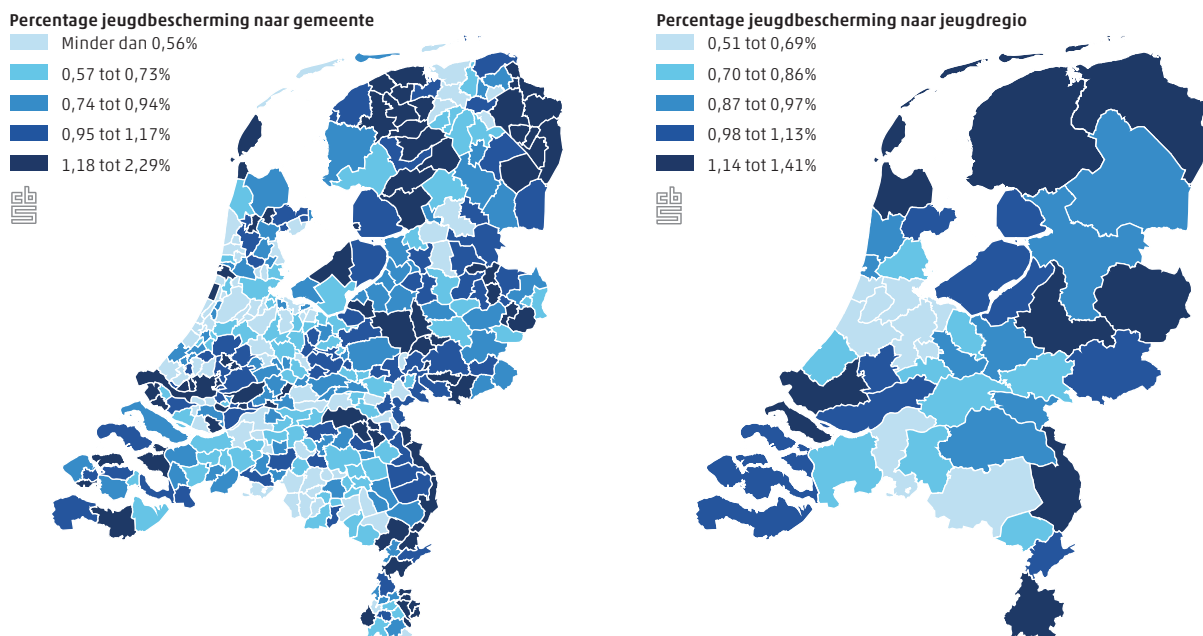 Percentage jeugdbescherming naar gemeente
Minder dan 0,56%
0,57 tot 0,73%
0,74 tot 0,94%
0,95 tot 1,17%
1,18 tot 2,29%
cbs
Percentage jeugdbescherming naar jeugdregio
0,51 tot 0,69%
0,70 tot 0,86%
0,87 tot 0,97%
0,98 tot 1,13%
1,14 tot 1,41%
cbs